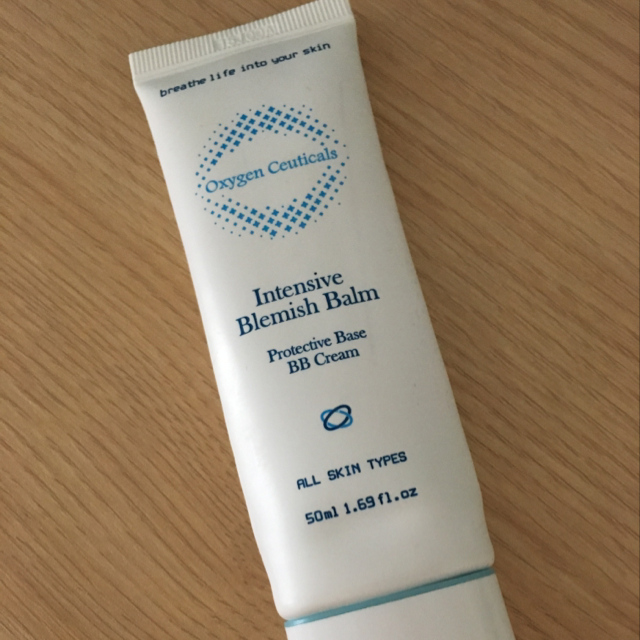 breathe life into your skin
Oxygen Ceuticals
Intensive
Blemish Balm
Protective Base
BB Cream
ALL SKIN TYPES
50ml 1.69fl.oz